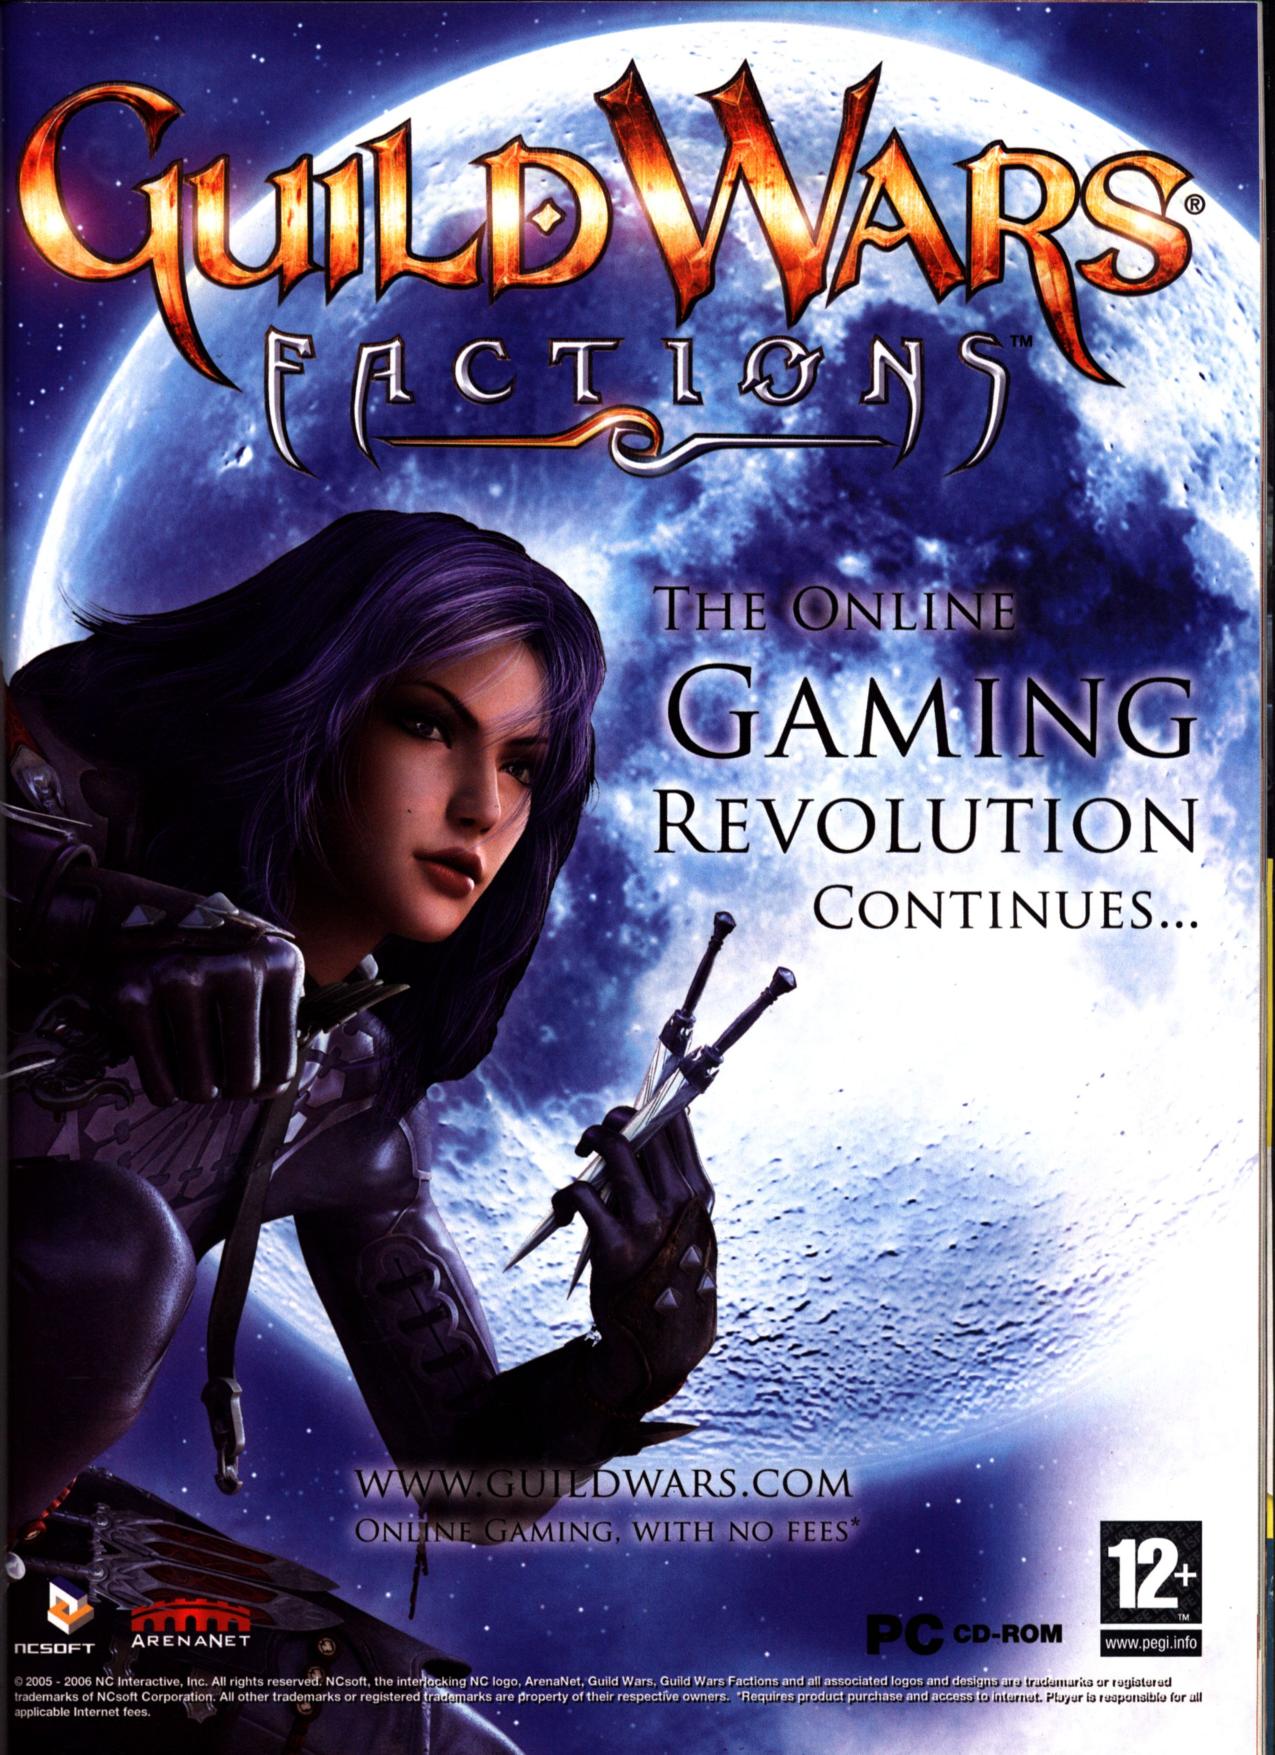 GUILD WARS®
FACTIONS™
THE ONLINE
GAMING
REVOLUTION
CONTINUES...
WWW.GUILDWARS.COM
ONLINE GAMING, WITH NO FEES*
12+
TM
www.pegi.info
NCSOFT
ARENANET
PC CD-ROM
© 2005 - 2006 NC Interactive, Inc. All rights reserved. NCsoft, the interlocking NC logo, ArenaNet, Guild Wars, Guild Wars Factions and all associated logos and designs are trademarks or registered
trademarks of NCsoft Corporation. All other trademarks or registered trademarks are property of their respective owners. *Requires product purchase and access to internet. Player is responsible for all
applicable Internet fees.